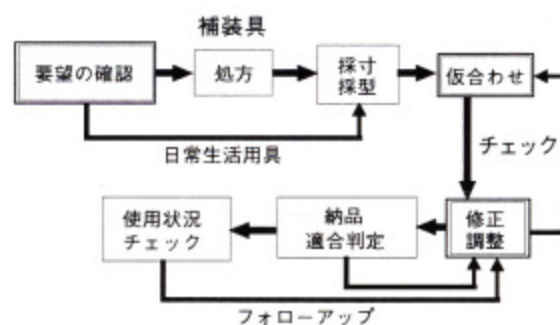 補装具
要望の確認
処方
採寸
採型
仮合わせ
日常生活用具
チェック
使用状況
チェック
納品
適合判定
修正
調整
フォローアップ